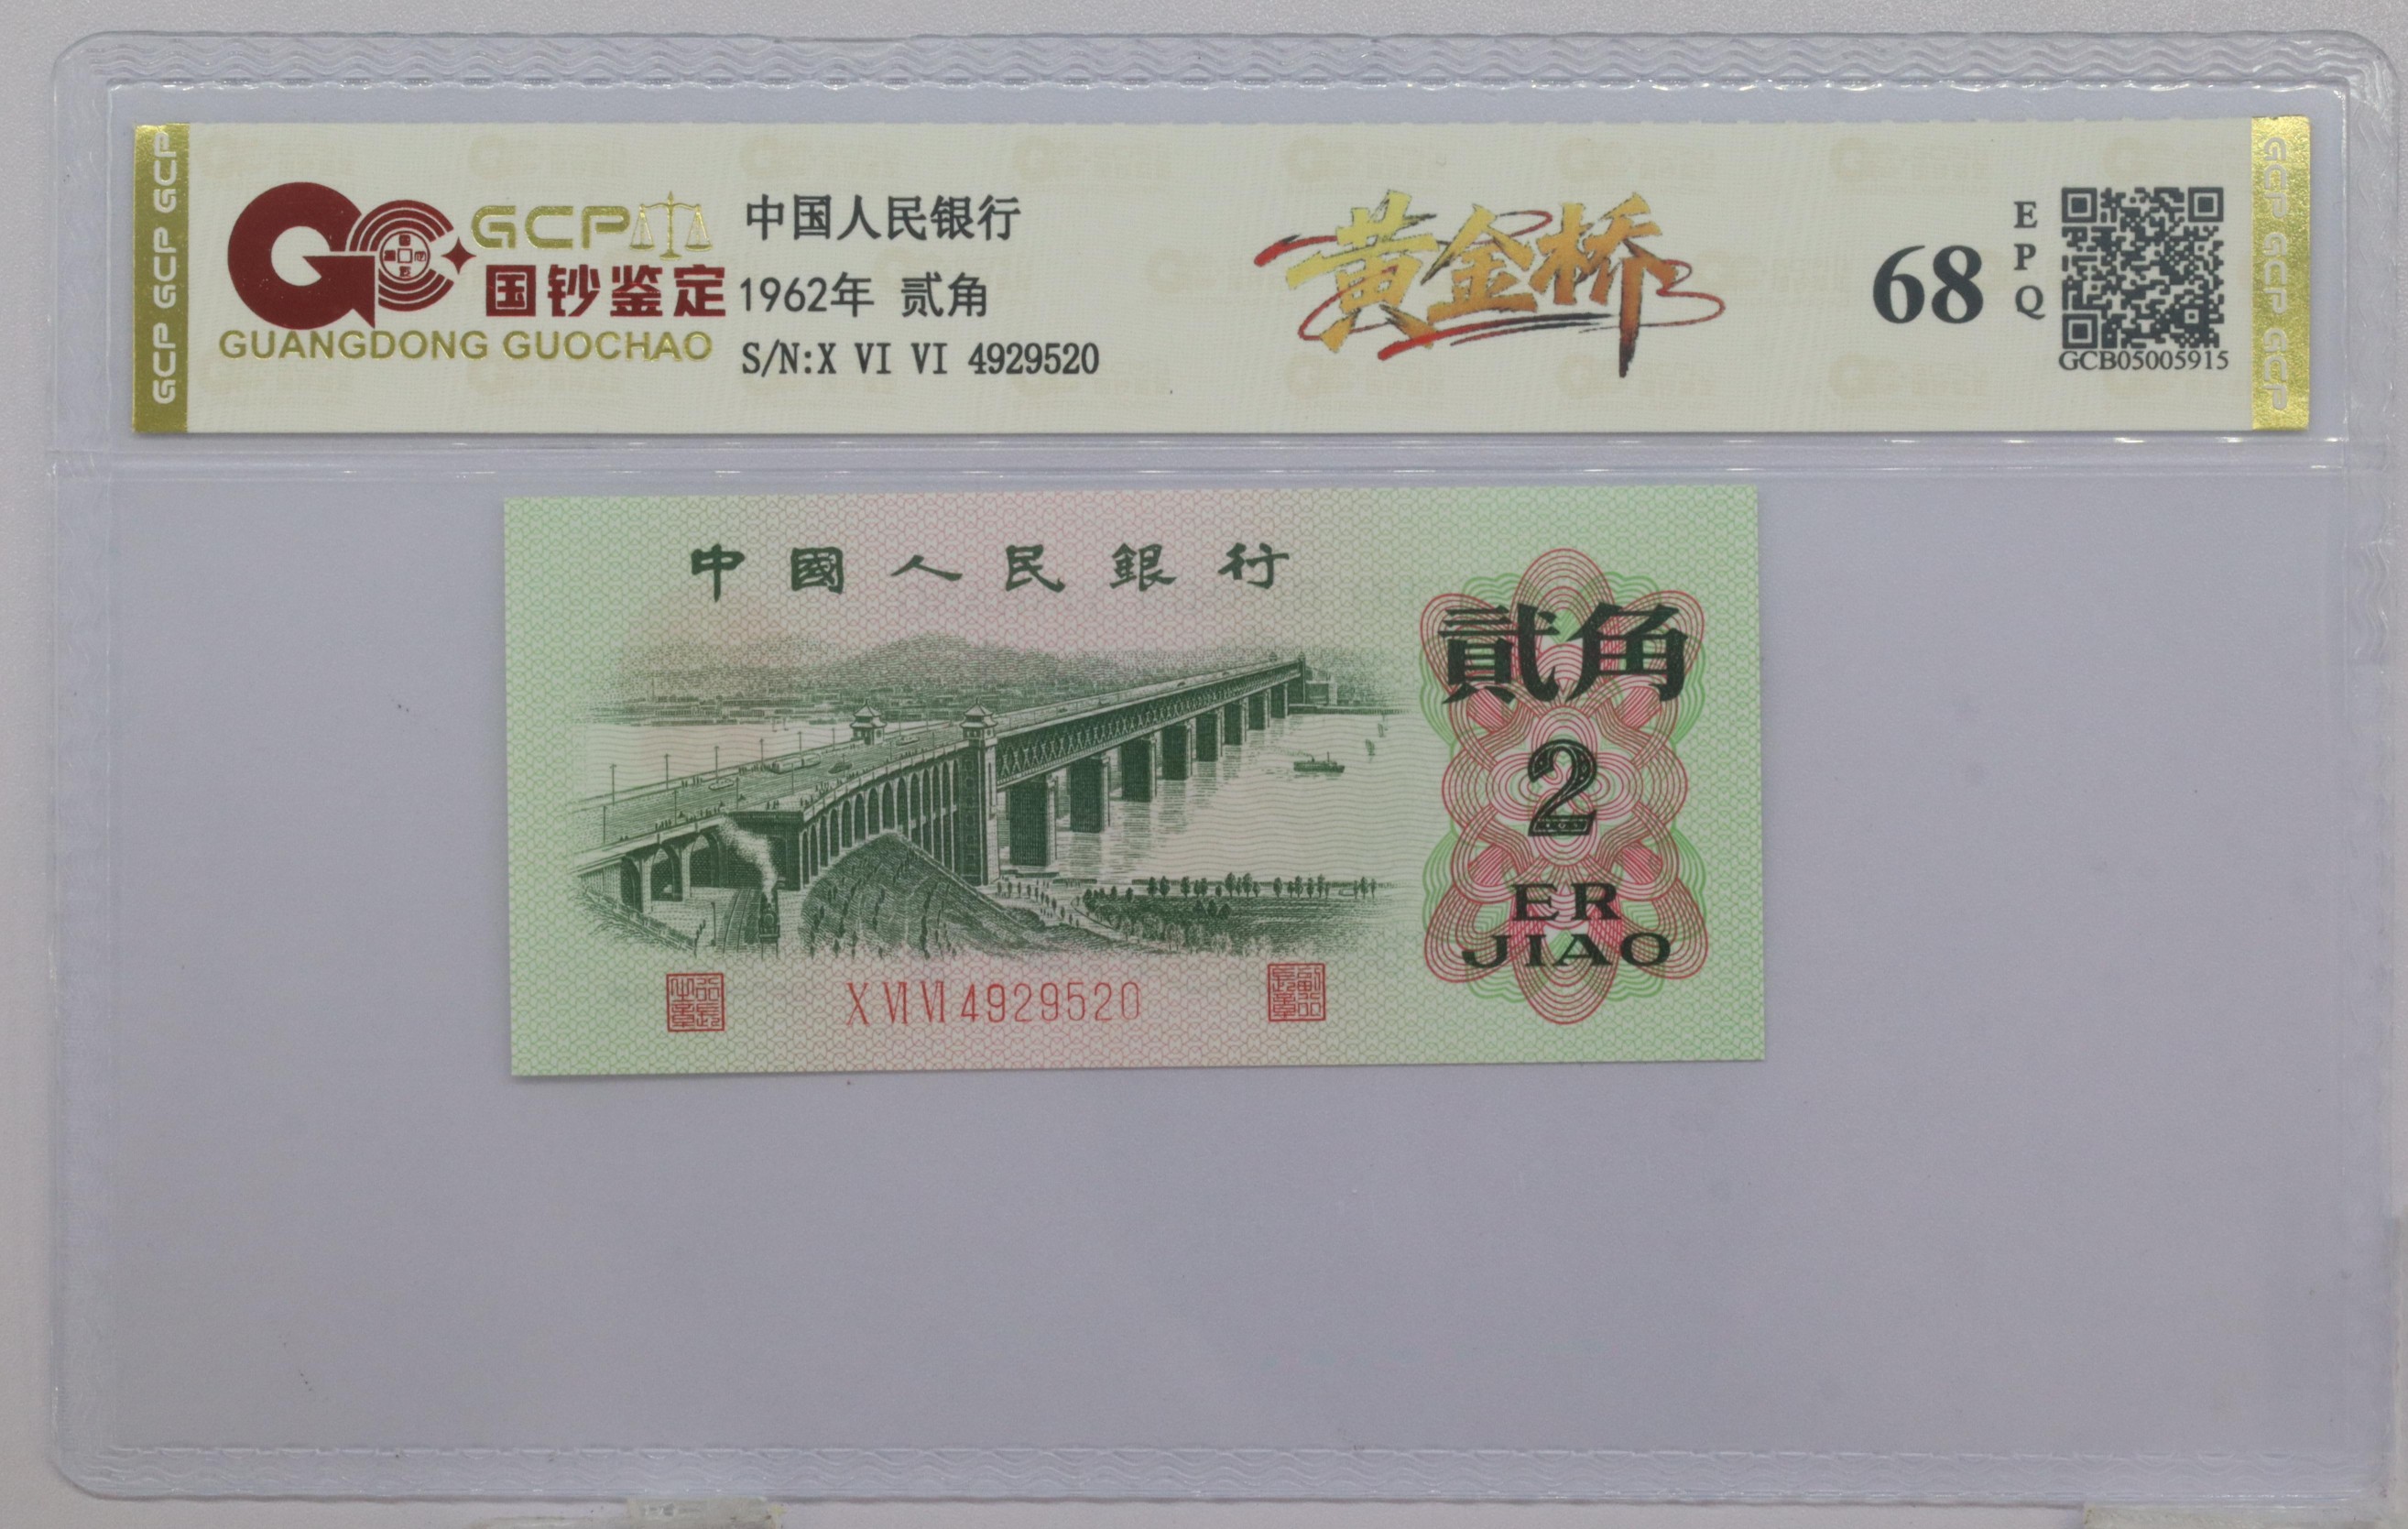 GCP GCP GCP
GCP
国钞鉴定
GUANGDONG GUOCHAO
中国人民银行
1962年 贰角
S/N:X VI VI 4929520
黄金桥
68
EPQ
GCB05005915
GCP GCP GCP
中國人民銀行
貳角
2
ER
JIAO
X VI VI 4929520